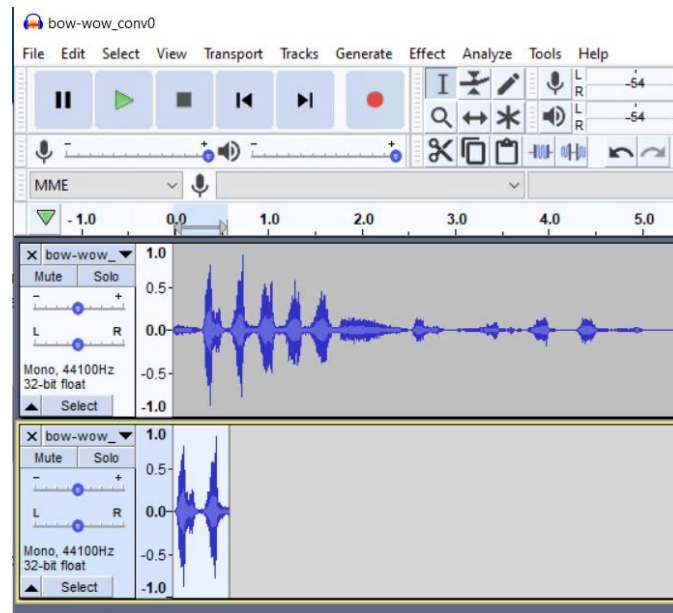 bow-wow_conv0
File Edit Select View Transport Tracks Generate Effect Analyze Tools Help
L
R
-54
L
R
-54
- +
- +
MME
- 1.0 0.0 1.0 2.0 3.0 4.0 5.0
× bow-wow_
Mute Solo
- +
L R
Mono, 44100Hz
32-bit float
Select
1.0
0.5-
0.0-
-0.5-
-1.0
× bow-wow_
Mute Solo
- +
L R
Mono, 44100Hz
32-bit float
Select
1.0
0.5-
0.0-
-0.5-
-1.0